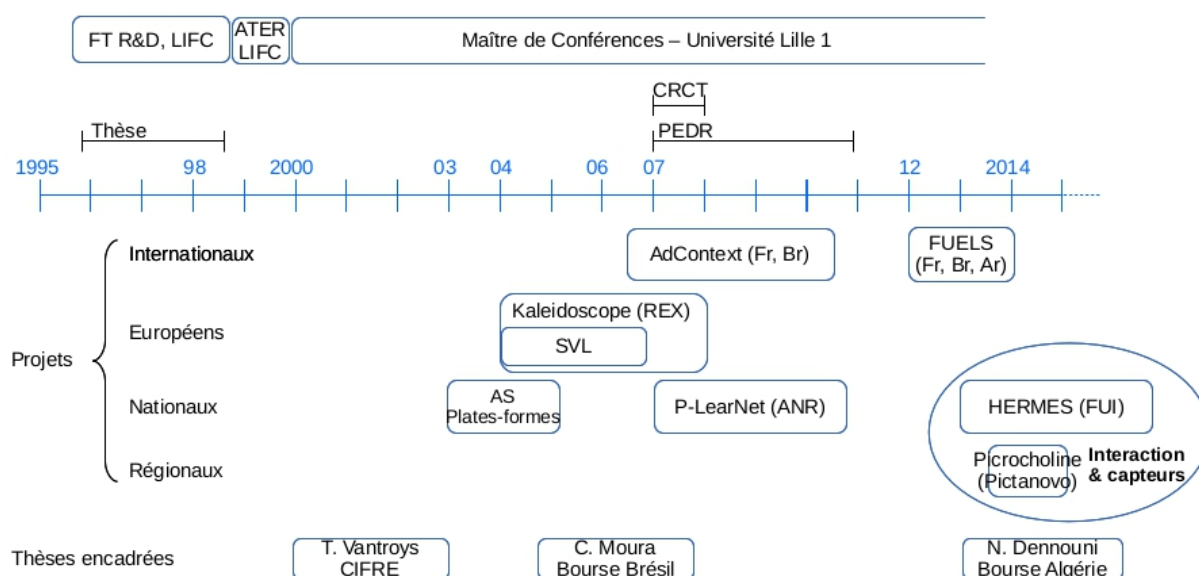 FT R&D, LIFC
ATER
LIFC
Maître de Conférences – Université Lille 1
CRCT
Thèse
PEDR
1995 98 2000 03 04 06 07 12 2014
Internationaux
AdContext (Fr, Br)
FUELS
(Fr, Br, Ar)
Kaleidoscope (REX)
Européens
SVL
Projets
Nationaux
AS
Plates-formes
P-LearNet (ANR)
HERMES (FUI)
Régionaux
Picrocholine
(Pictanovo)
Interaction
& capteurs
Thèses encadrées
T. Vantroys
CIFRE
C. Moura
Bourse Brésil
N. Dennouni
Bourse Algérie